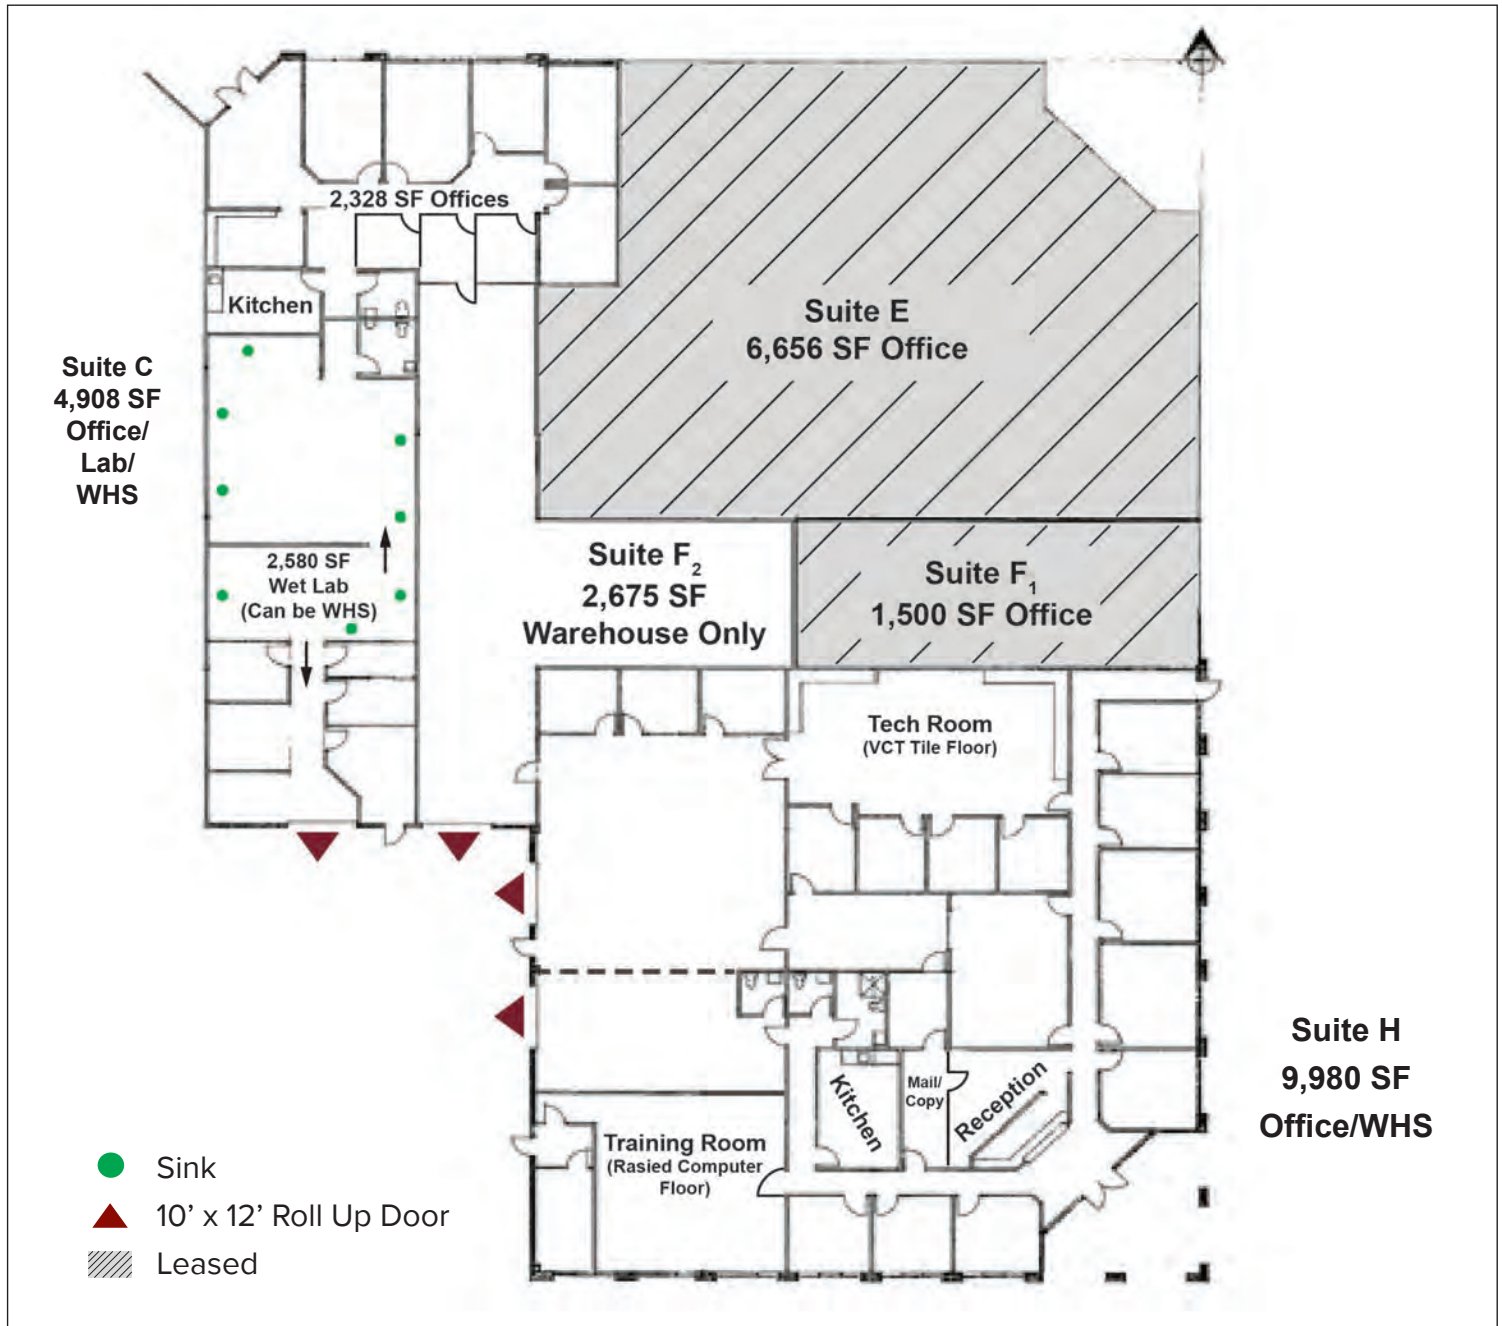 2,328 SF Offices
Kitchen
Suite C
4,908 SF
Office/
Lab/
WHS
2,580 SF
Wet Lab
(Can be WHS)
Suite E
6,656 SF Office
Suite F2
2,675 SF
Warehouse Only
Suite F1
1,500 SF Office
Tech Room
(VCT Tile Floor)
Kitchen
Mail/
Copy
Reception
Training Room
(Rasied Computer
Floor)
Suite H
9,980 SF
Office/WHS
Sink
10’ x 12’ Roll Up Door
Leased